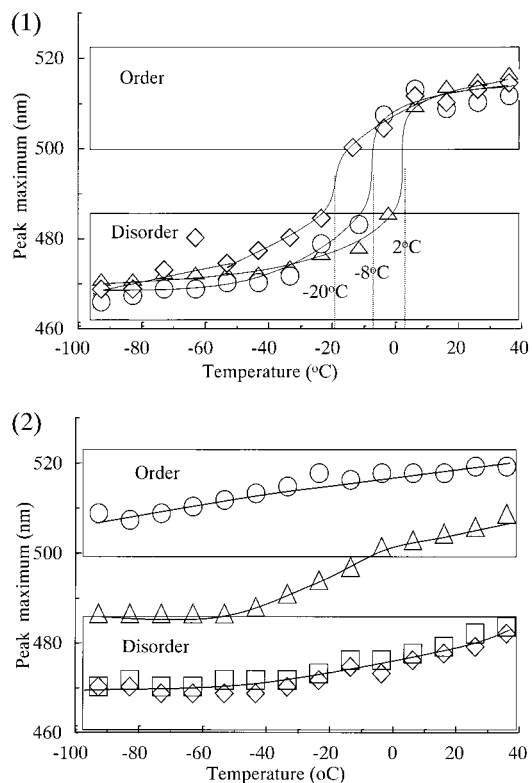 (1)
520
500
480
460
Peak maximum (nm)
Order
Disorder
-20°C
-8°C
2°C
-100 -80 -60 -40 -20 0 20 40
Temperature (°C)
(2)
520
500
480
460
Peak maximum (nm)
Order
Disorder
-100 -80 -60 -40 -20 0 20 40
Temperature (oC)